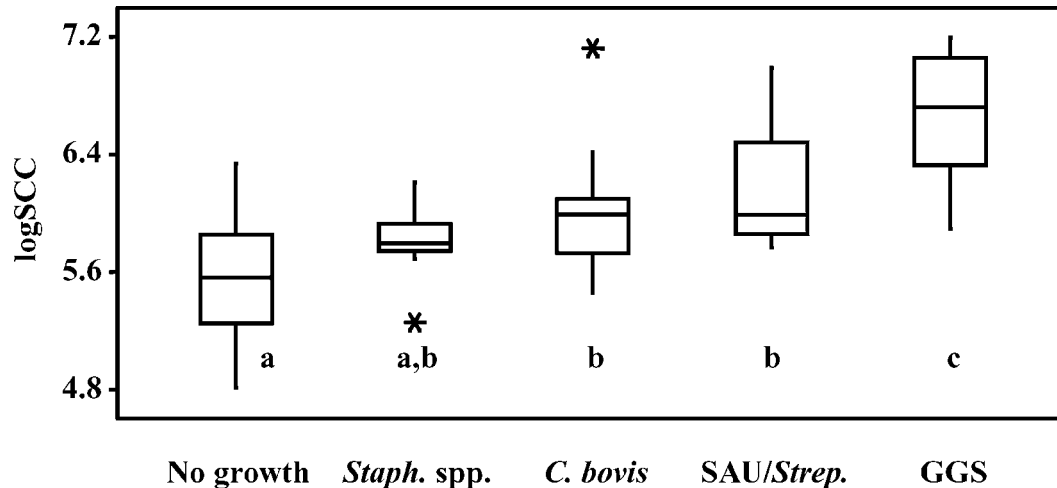 7.2
6.4
logSCC
5.6
a a,b b b c
4.8
No growth Staph. spp. C. bovis SAU/Strep. GGS